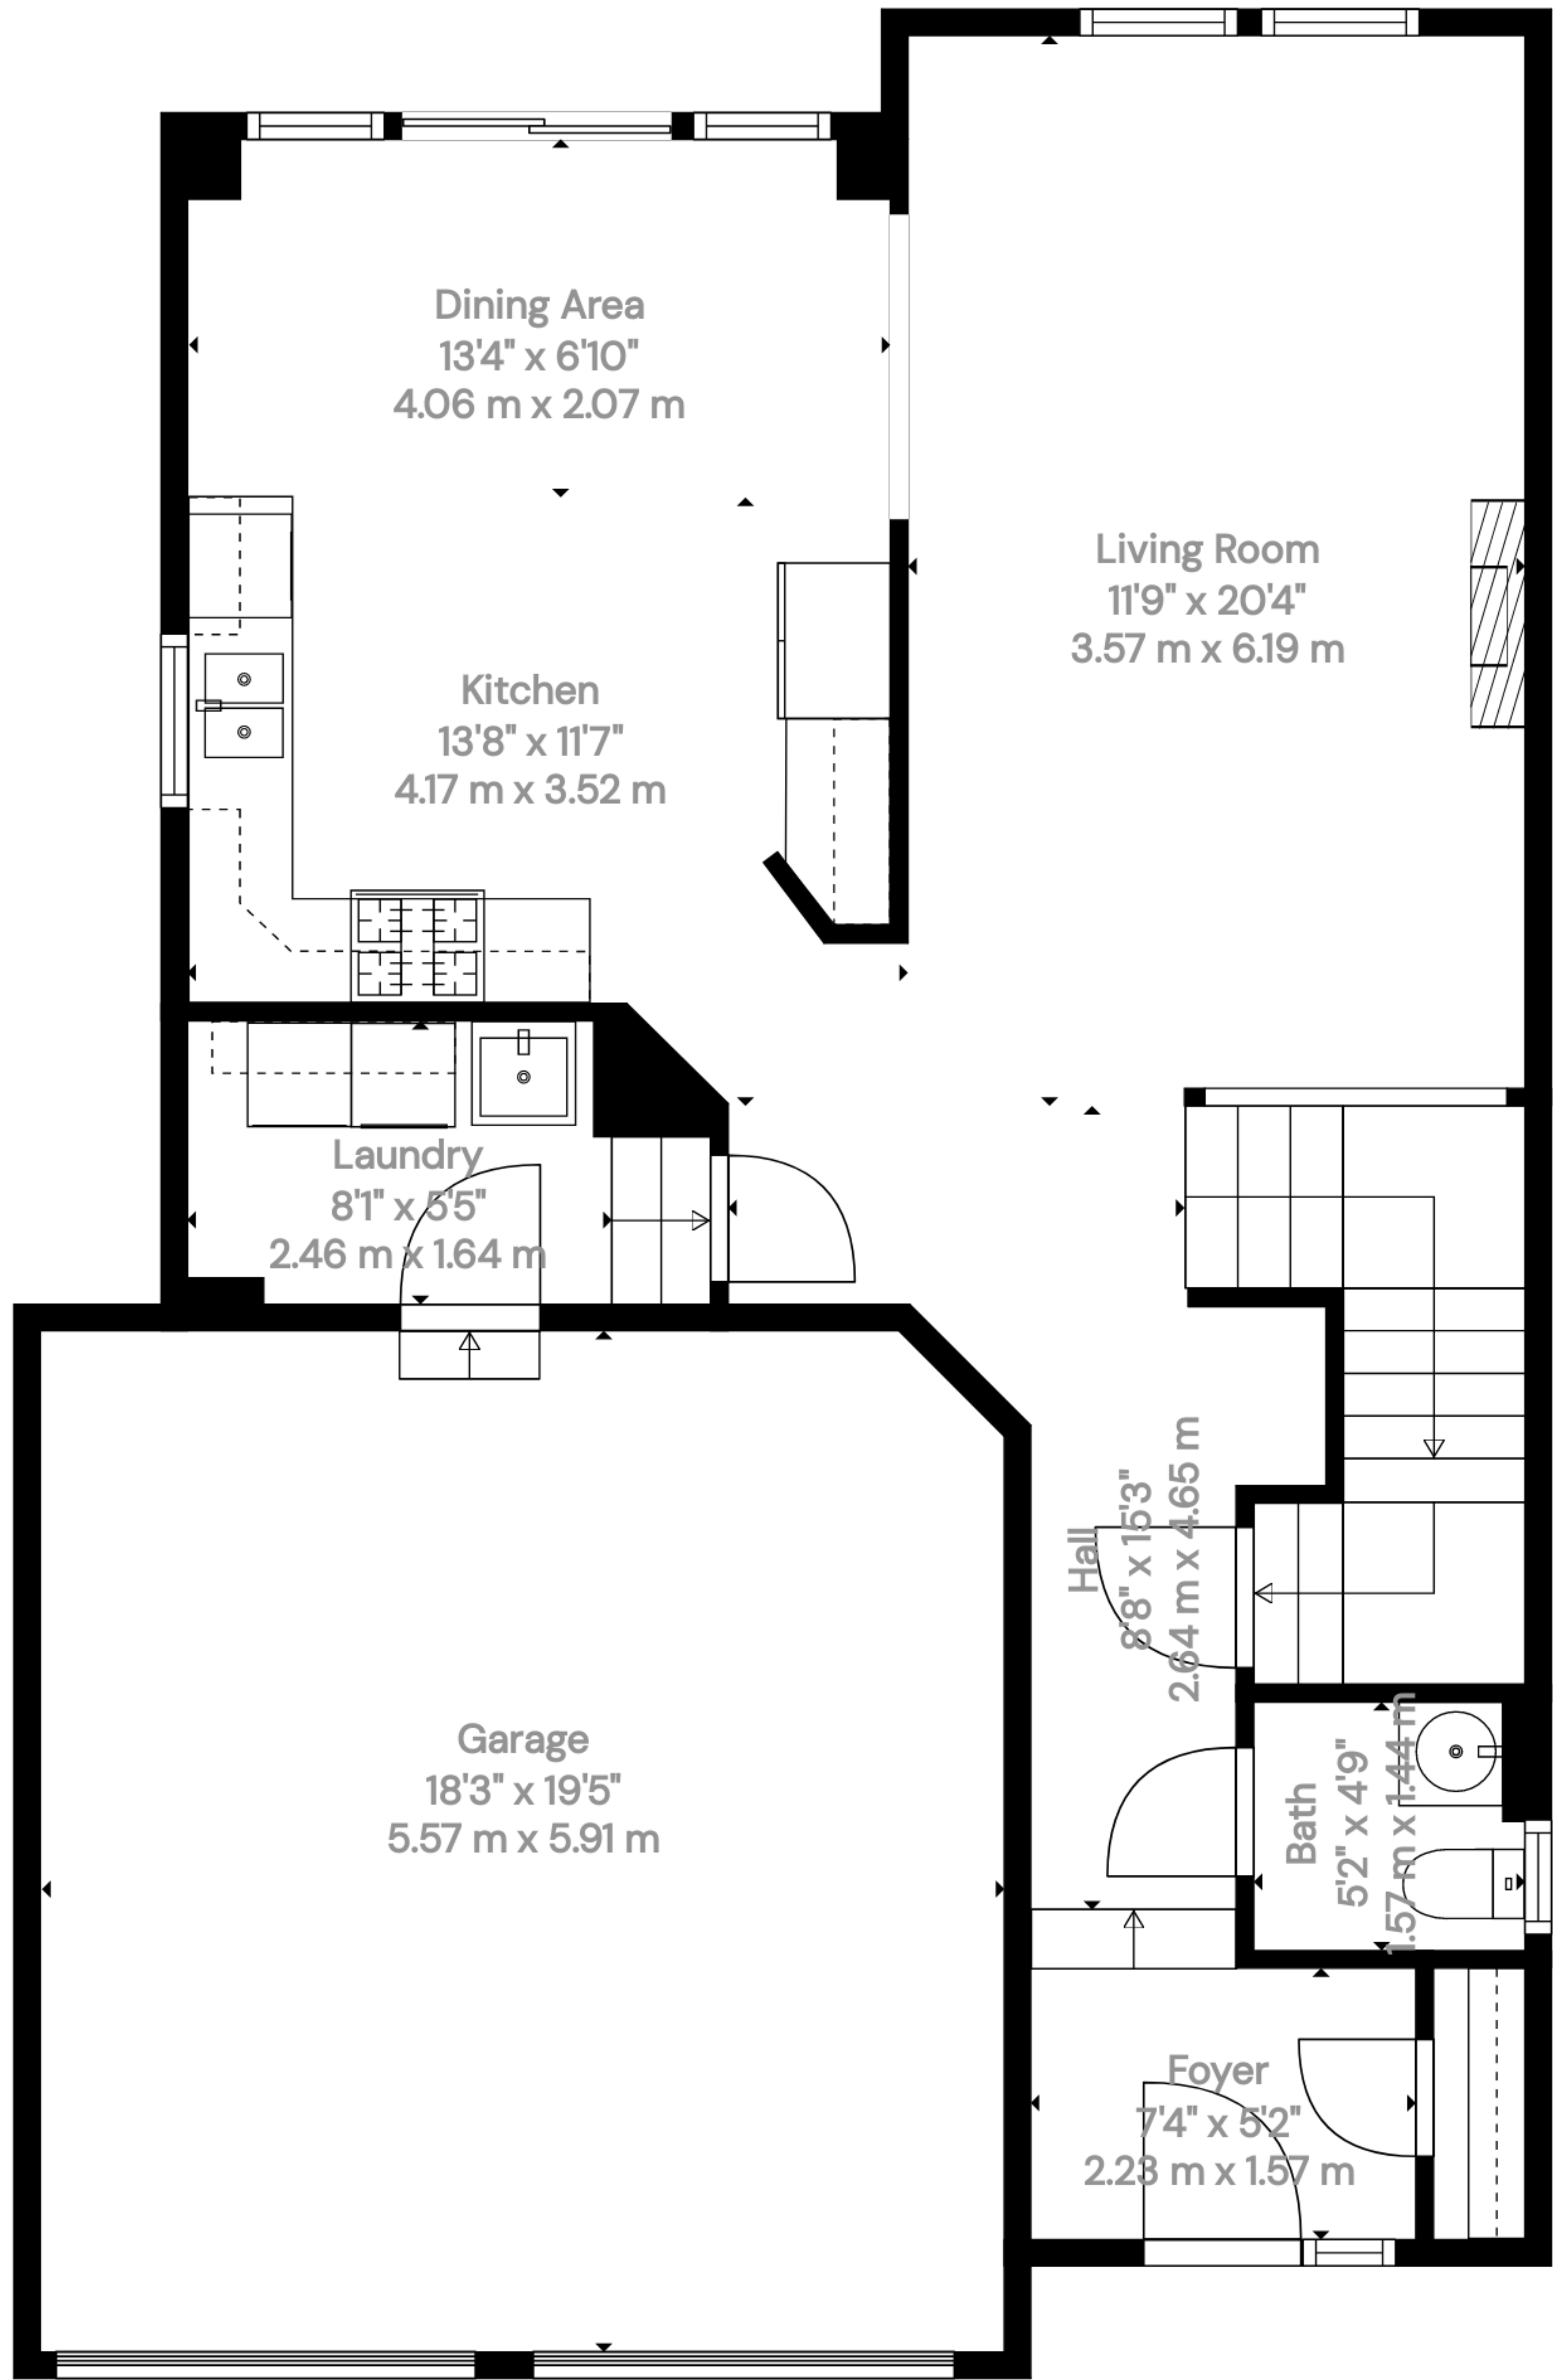 Dining Area
13'4" x 6'10"
4.06 m x 2.07 m
Living Room
11'9" x 20'4"
3.57 m x 6.19 m
Kitchen
13'8" x 11'7"
4.17 m x 3.52 m
Laundry
8'1" x 5'5"
2.46 m x 1.64 m
Hall
8'8" x 15'3"
2.64 m x 4.65 m
Garage
18'3" x 19'5"
5.57 m x 5.91 m
Bath
5'2" x 4'9"
1.57 m x 1.44 m
Foyer
7'4" x 5'2"
2.23 m x 1.57 m